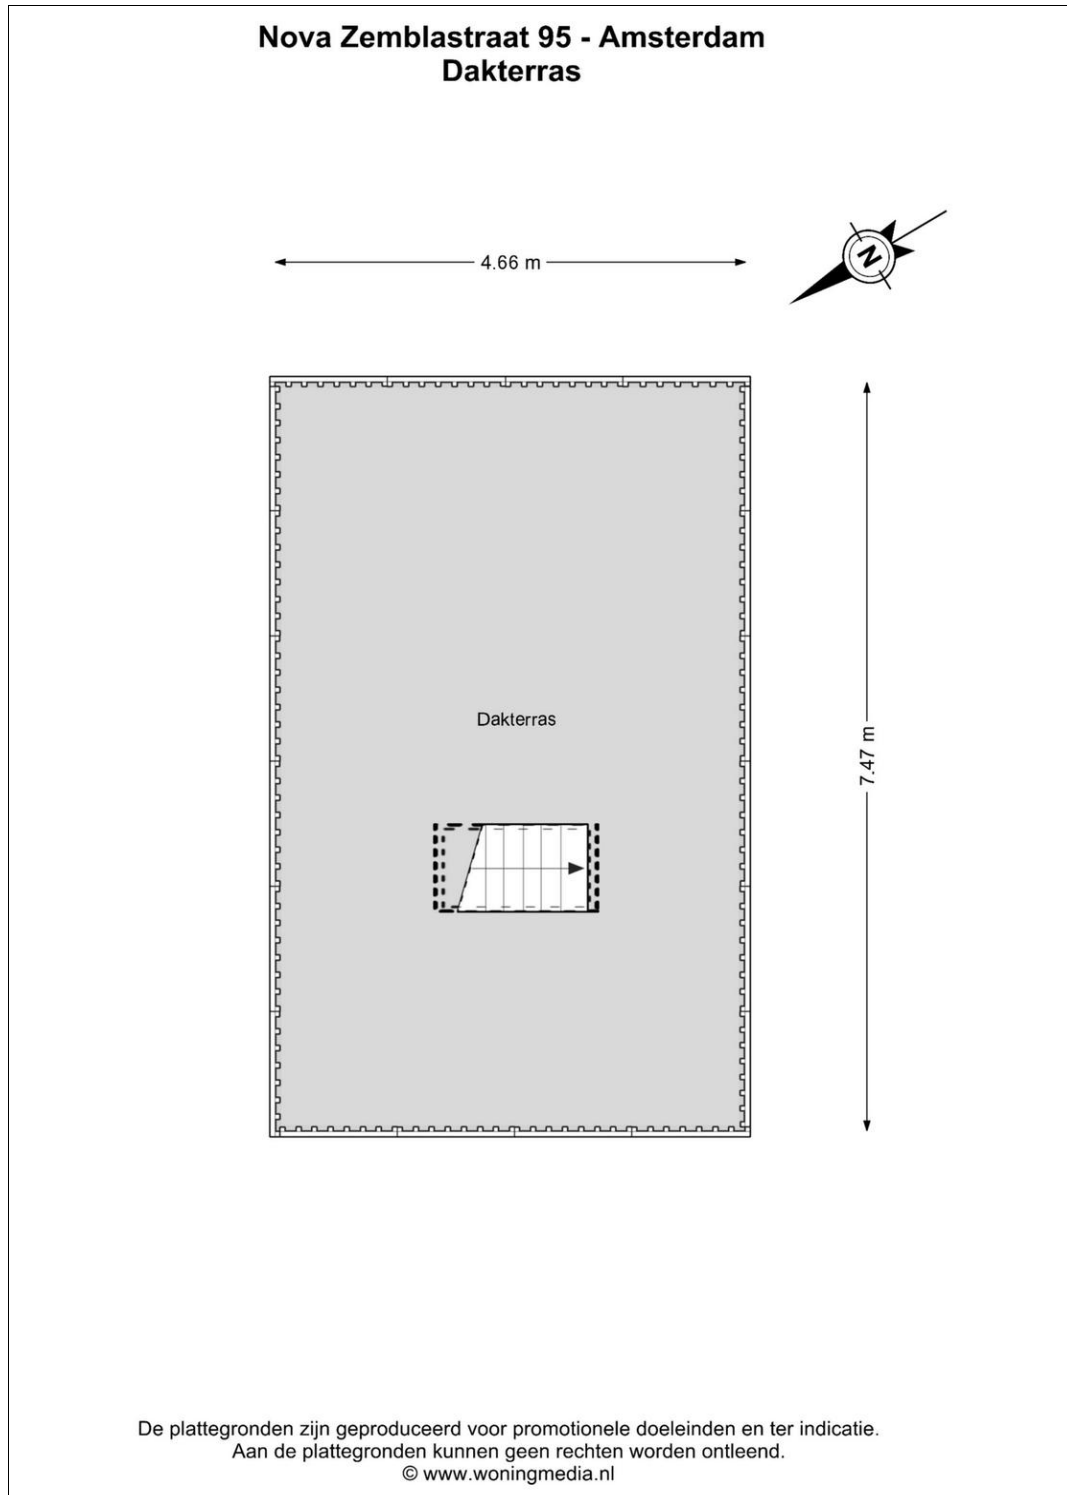 Nova Zemblastraat 95 - Amsterdam
Dakterras
4.66 m
N
7.47 m
Dakterras
De plattegronden zijn geproduceerd voor promotionele doeleinden en ter indicatie.
Aan de plattegronden kunnen geen rechten worden ontleend.
© www.woningmedia.nl